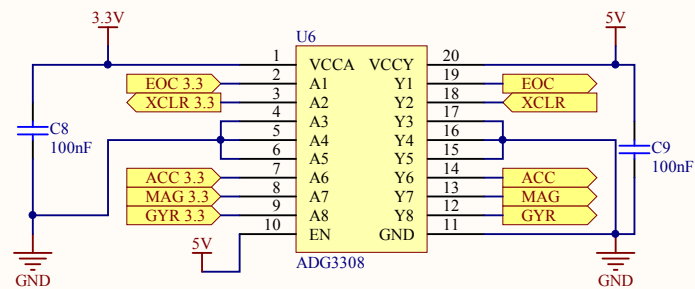 3.3V
5V
U6
1 VCCA VCCY 20
EOC 3.3 2 A1 Y1 19 EOC
XCLR 3.3 3 A2 Y2 18 XCLR
4 A3 Y3 17
C8 5 A4 Y4 16 C9
100nF 6 A5 Y5 15 100nF
ACC 3.3 7 A6 Y6 14 ACC
MAG 3.3 8 A7 Y7 13 MAG
GYR 3.3 9 A8 Y8 12 GYR
10 EN GND 11
5V
ADG3308
GND
GND